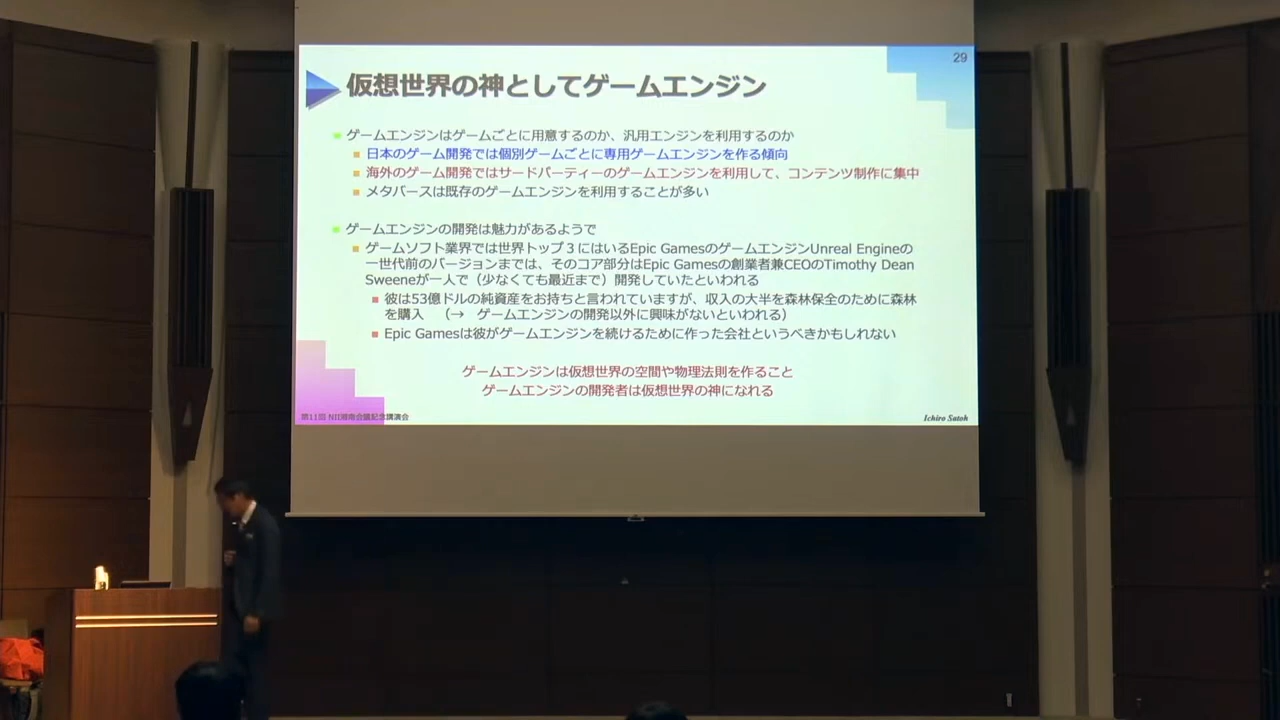 29
仮想世界の神としてゲームエンジン
ゲームエンジンはゲームごとに用意するのか、汎用エンジンを利用するのか
日本のゲーム開発では個別ゲームごとに専用ゲームエンジンを作る傾向
海外のゲーム開発ではサードパーティーのゲームエンジンを利用して、コンテンツ制作に集中
メタバースは既存のゲームエンジンを利用することが多い
ゲームエンジンの開発は魅力があるようで
ゲームソフト業界では世界トップ3にはいるEpic GamesのゲームエンジンUnreal Engineの
一世代前のバージョンまでは、そのコア部分はEpic Gamesの創業者兼CEOのTimothy Dean
Sweeneが一人で（少なくても最近まで）開発していたといわれる
彼は53億ドルの純資産をお持ちと言われていますが、収入の大半を森林保全のために森林
を購入　（→　ゲームエンジンの開発以外に興味がないといわれる）
Epic Gamesは彼がゲームエンジンを続けるために作った会社というべきかもしれない
ゲームエンジンは仮想世界の空間や物理法則を作ること
ゲームエンジンの開発者は仮想世界の神になれる
第11回 NII湘南会議記念講演会
Ichiro Satoh